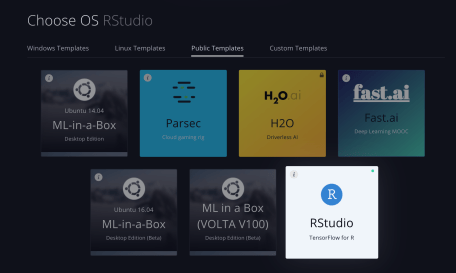 Choose OS RStudio
Windows Templates
Linux Templates
Public Templates
Custom Templates
Ubuntu 14.04
ML-in-a-Box
Desktop Edition
Parsec
Cloud gaming rig
H2O.ai
H2O
Driverless AI
fast.ai
Fast.ai
Deep Learning MOOC
Ubuntu 16.04
ML-in-a-Box
Desktop Edition (Beta)
ML in a Box
(VOLTA V100)
Desktop Edition (Beta)
R
RStudio
TensorFlow for R